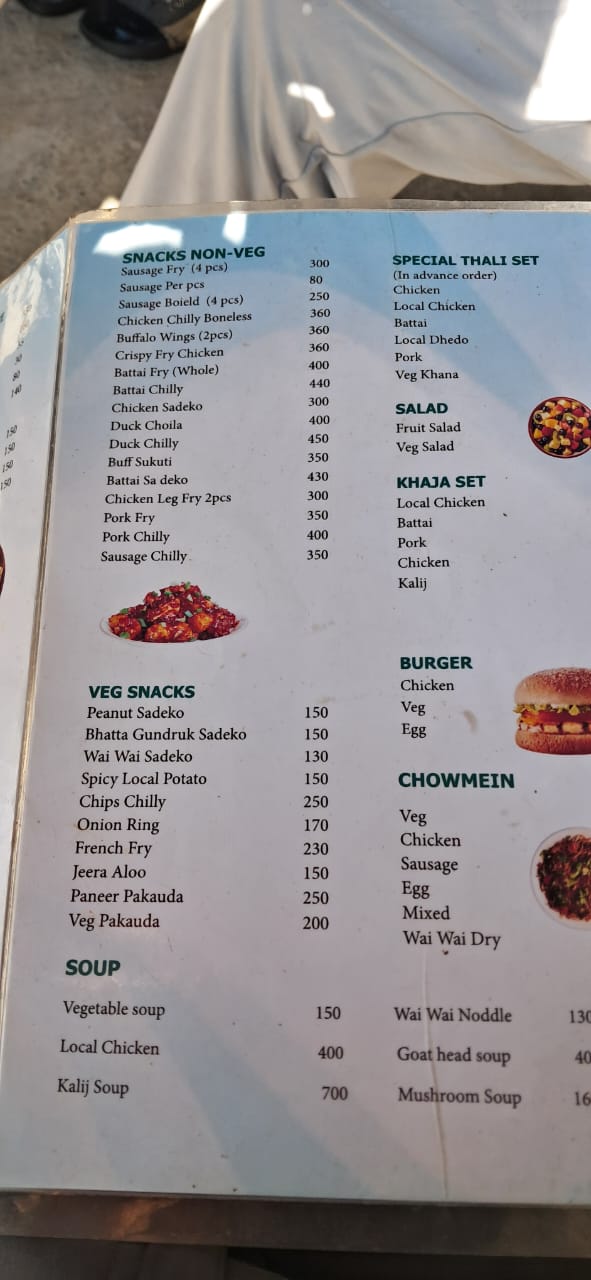 80
140
150
150
150
150
SNACKS NON-VEG
Sausage Fry (4 pcs) 300
Sausage Per pcs 80
Sausage Boield (4 pcs) 250
Chicken Chilly Boneless 360
Buffalo Wings (2pcs) 360
Crispy Fry Chicken 360
Battai Fry (Whole) 400
Battai Chilly 440
Chicken Sadeko 300
Duck Choila 400
Duck Chilly 450
Buff Sukuti 350
Battai Sa deko 430
Chicken Leg Fry 2pcs 300
Pork Fry 350
Pork Chilly 400
Sausage Chilly 350
VEG SNACKS
Peanut Sadeko 150
Bhatta Gundruk Sadeko 150
Wai Wai Sadeko 130
Spicy Local Potato 150
Chips Chilly 250
Onion Ring 170
French Fry 230
Jeera Aloo 150
Paneer Pakauda 250
Veg Pakauda 200
SPECIAL THALI SET
(In advance order)
Chicken
Local Chicken
Battai
Local Dhedo
Pork
Veg Khana
SALAD
Fruit Salad
Veg Salad
KHAJA SET
Local Chicken
Battai
Pork
Chicken
Kalij
BURGER
Chicken
Veg
Egg
CHOWMEIN
Veg
Chicken
Sausage
Egg
Mixed
Wai Wai Dry
SOUP
Vegetable soup 150
Local Chicken 400
Kalij Soup 700
Wai Wai Noddle 130
Goat head soup 40
Mushroom Soup 16